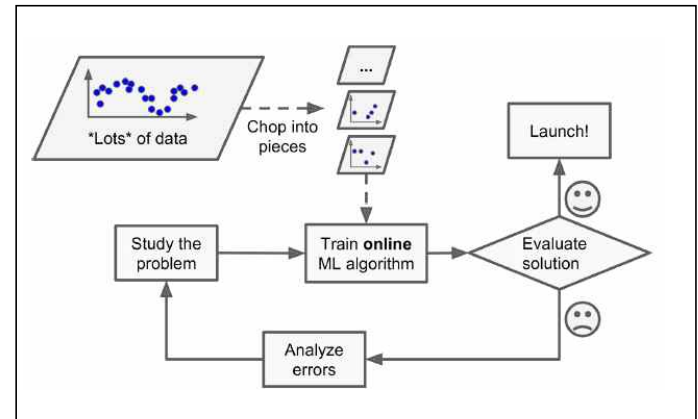 *Lots* of data
Chop into
pieces
...
Launch!
Study the
problem
Train online
ML algorithm
Evaluate
solution
Analyze
errors